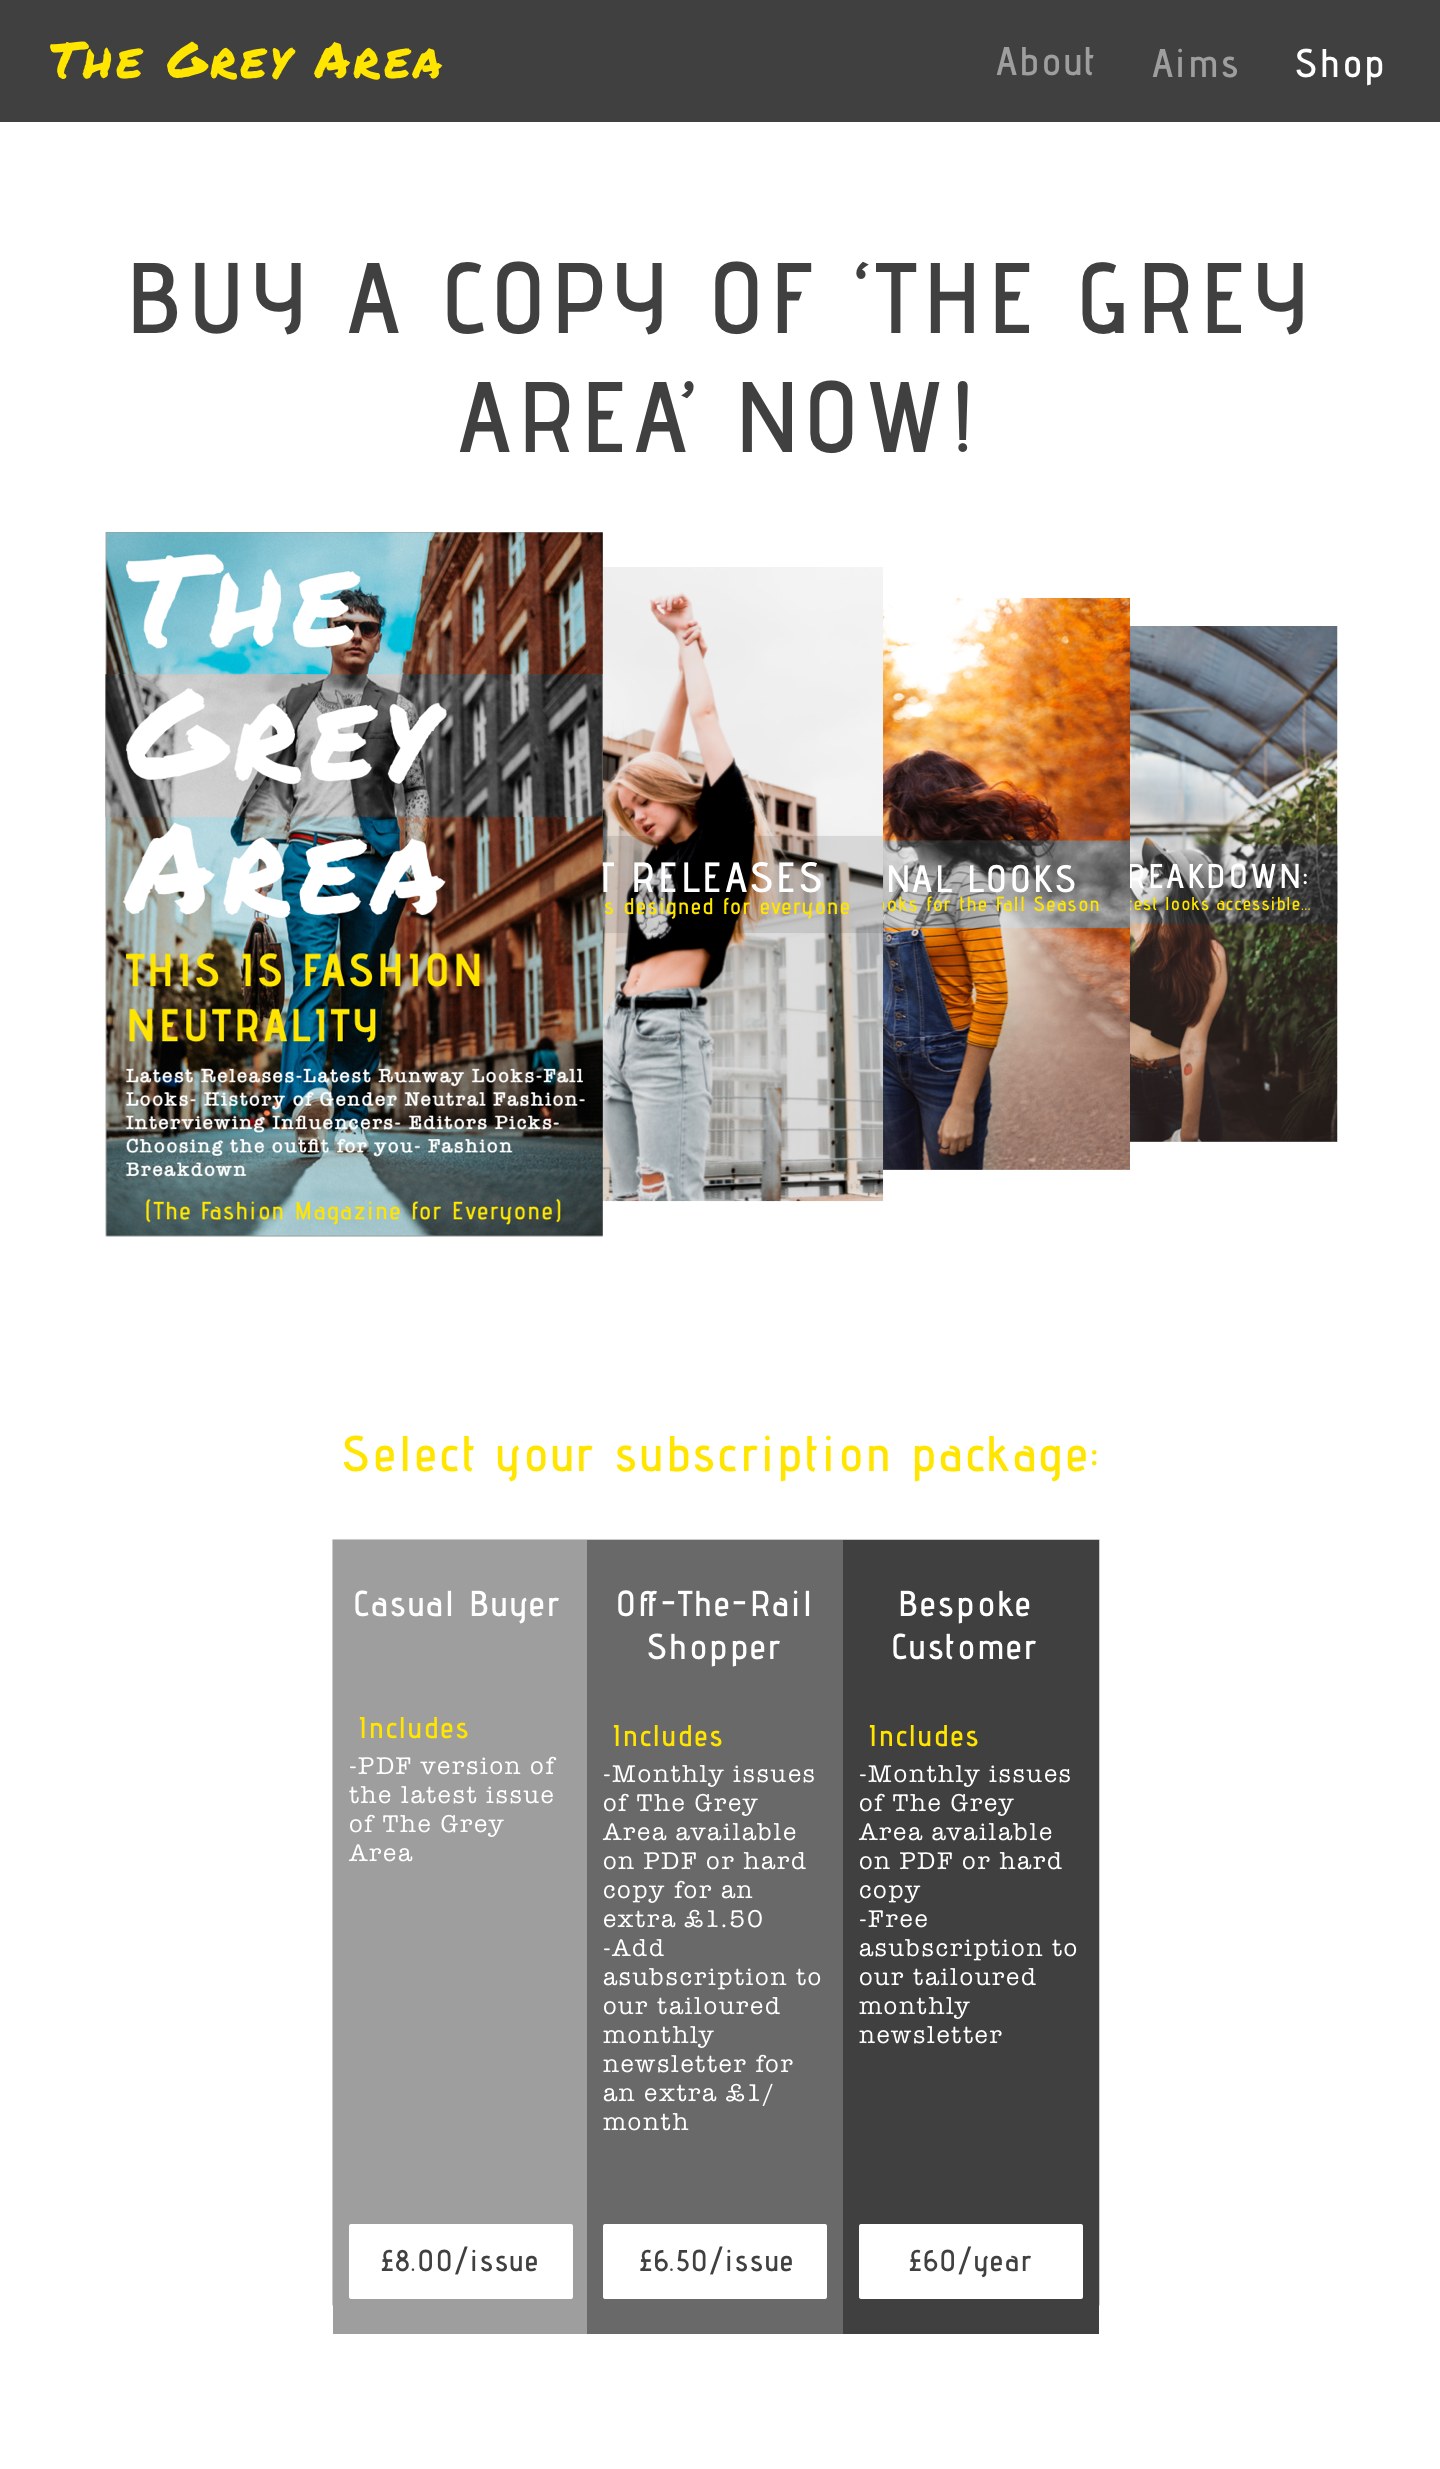 The Grey Area
About Aims Shop
BUY A COPY OF ‘THE GREY
AREA’ NOW!
The
Grey
Area
THIS IS FASHION
NEUTRALITY
Latest Releases-Latest Runway Looks-Fall
Looks- History of Gender Neutral Fashion-
Interviewing Influencers- Editors Picks-
Choosing the outfit for you- Fashion
Breakdown
(The Fashion Magazine for Everyone)
T RELEASES
s designed for everyone
NAL LOOKS
oks for the Fall Season
REAKDOWN:
test looks accessible...
Select your subscription package:
Casual Buyer
Includes
-PDF version of
the latest issue
of The Grey
Area
£8.00/issue
Off-The-Rail
Shopper
Includes
-Monthly issues
of The Grey
Area available
on PDF or hard
copy for an
extra £1.50
-Add
asubscription to
our tailoured
monthly
newsletter for
an extra £1/
month
£6.50/issue
Bespoke
Customer
Includes
-Monthly issues
of The Grey
Area available
on PDF or hard
copy
-Free
asubscription to
our tailoured
monthly
newsletter
£60/year